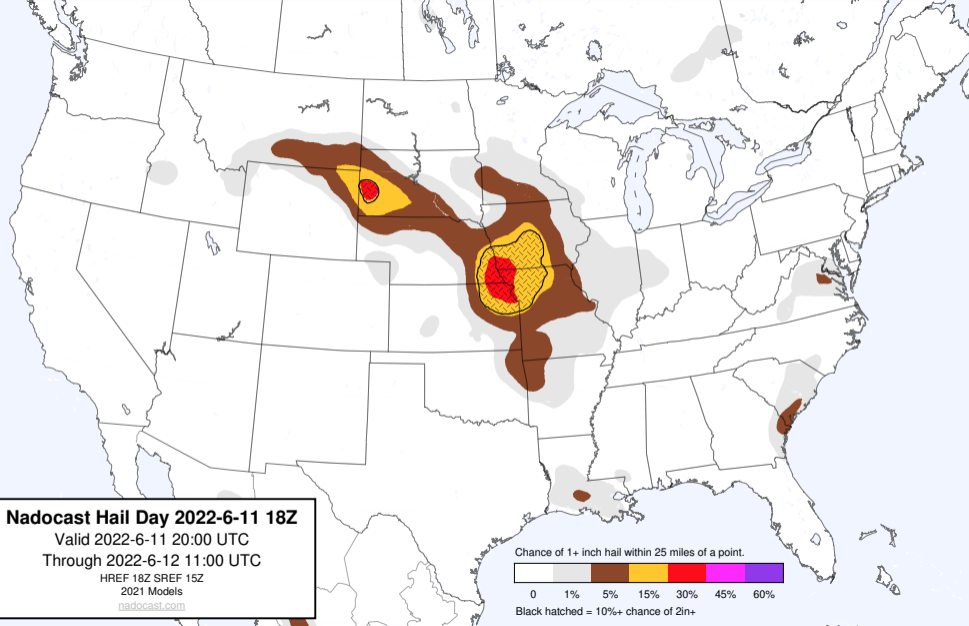 Nadocast Hail Day 2022-6-11 18Z
Valid 2022-6-11 20:00 UTC
Through 2022-6-12 11:00 UTC
HREF 18Z SREF 15Z
2021 Models
nadocast.com
Chance of 1+ inch hail within 25 miles of a point.
0 1% 5% 15% 30% 45% 60%
Black hatched = 10%+ chance of 2in+